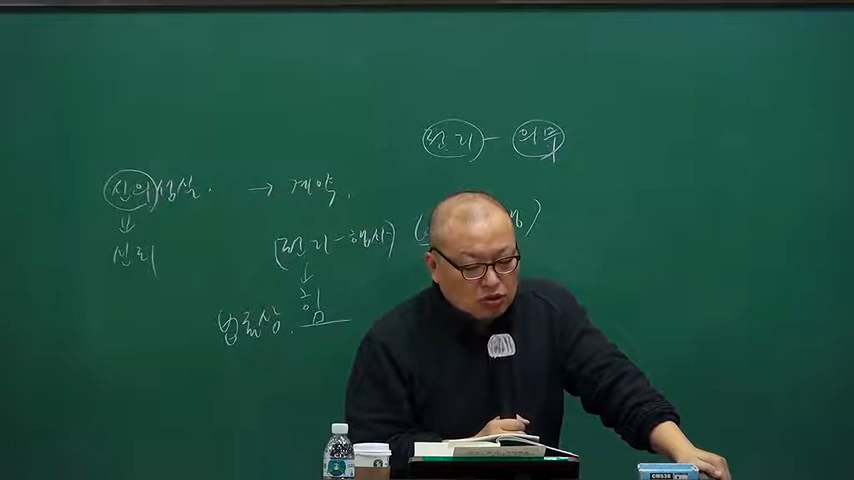 권리 - 의무
신의성실. → 계약.
신뢰
(권리 - 행사)
법률상 힘